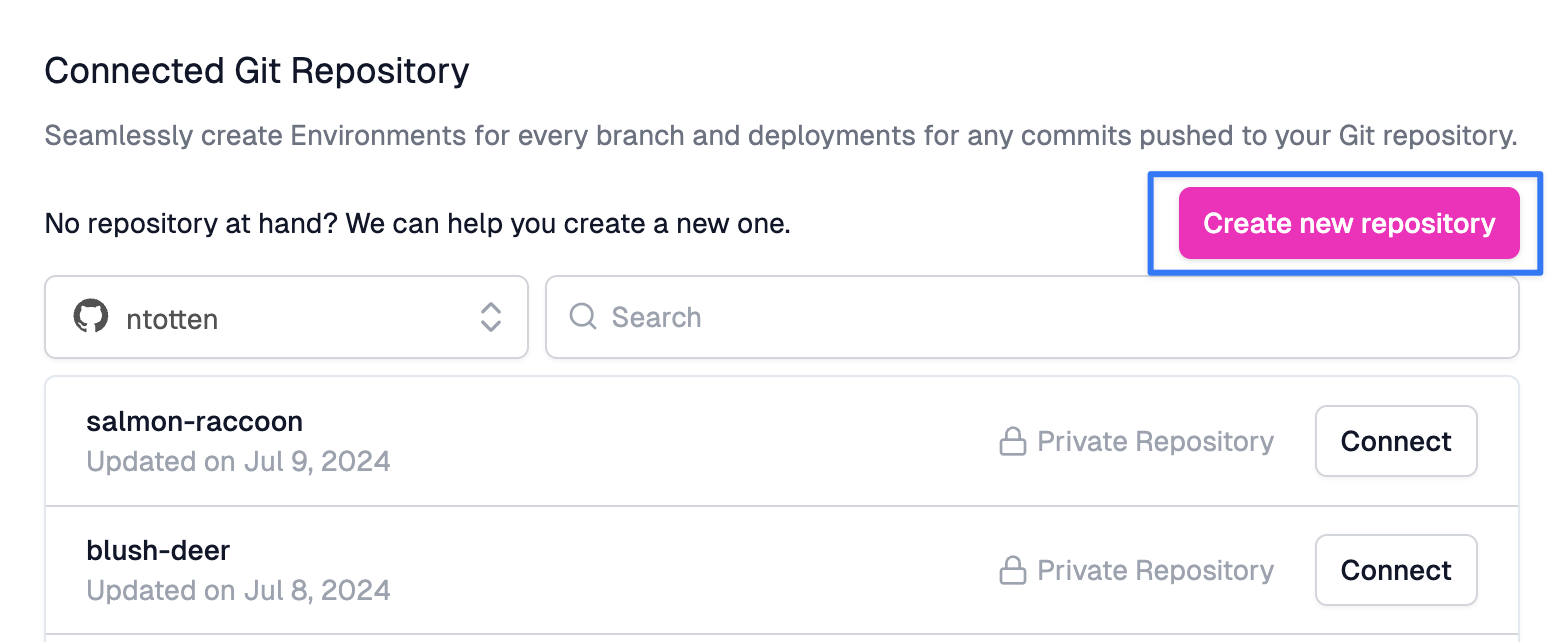 Connected Git Repository
Seamlessly create Environments for every branch and deployments for any commits pushed to your Git repository.
No repository at hand? We can help you create a new one.
Create new repository
ntotten
Search
salmon-raccoon
Updated on Jul 9, 2024
Private Repository
Connect
blush-deer
Updated on Jul 8, 2024
Private Repository
Connect